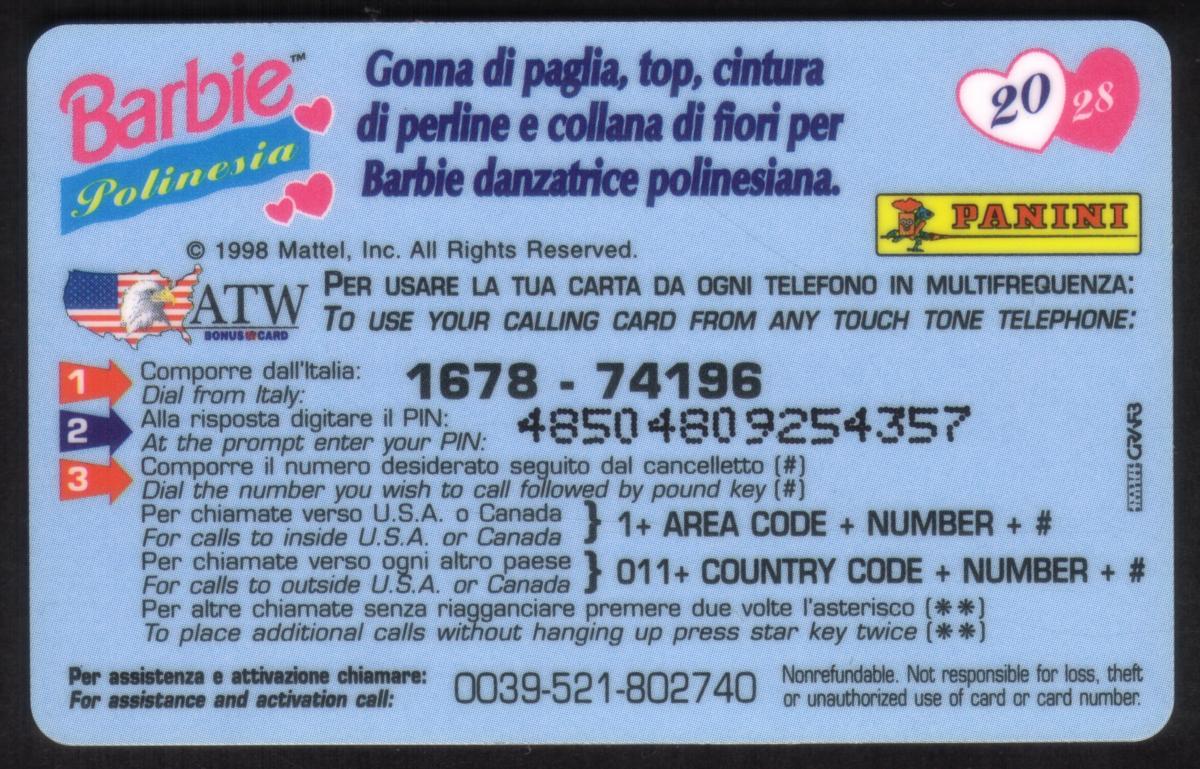 Barbie™
Polinesia
Gonna di paglia, top, cintura
di perline e collana di fiori per
Barbie danzatrice polinesiana.
20 28
PANINI
© 1998 Mattel, Inc. All Rights Reserved.
ATW
BONUS CARD
PER USARE LA TUA CARTA DA OGNI TELEFONO IN MULTIFREQUENZA:
TO USE YOUR CALLING CARD FROM ANY TOUCH TONE TELEPHONE:
1 Comporre dall'Italia: 1678 - 74196
Dial from Italy:
2 Alla risposta digitare il PIN: 48504809254357
At the prompt enter your PIN:
3 Comporre il numero desiderato seguito dal cancelletto (#)
Dial the number you wish to call followed by pound key (#)
Per chiamate verso U.S.A. o Canada } 1+ AREA CODE + NUMBER + #
For calls to inside U.S.A. or Canada
Per chiamate verso ogni altro paese } 011+ COUNTRY CODE + NUMBER + #
For calls to outside U.S.A. or Canada
Per altre chiamate senza riagganciare premere due volte l'asterisco (**)
To place additional calls without hanging up press star key twice (**)
Per assistenza e attivazione chiamare: 0039-521-802740
For assistance and activation call:
Nonrefundable. Not responsible for loss, theft
or unauthorized use of card or card number.